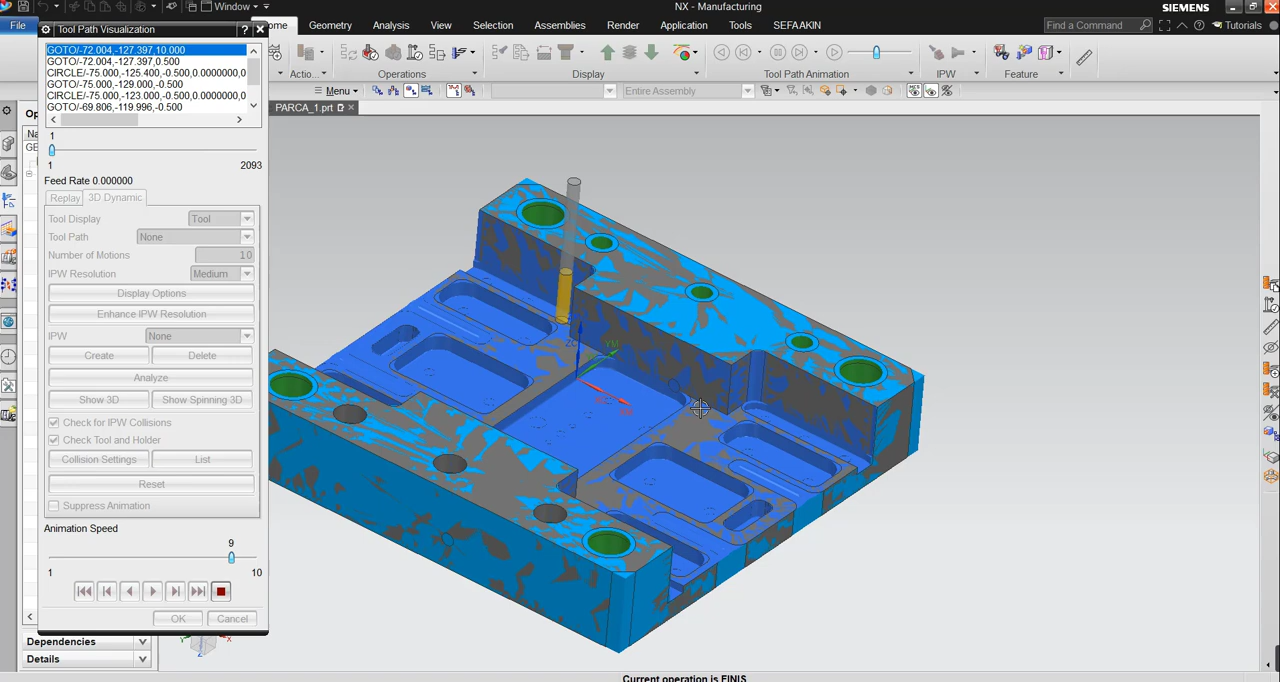 Window
NX - Manufacturing
SIEMENS
File
ome
Geometry
Analysis
View
Selection
Assemblies
Render
Application
Tools
SEFAAKIN
Find a Command
Tutorials
Tool Path Visualization
?
GOTO/-72.004,-127.397,10.000
GOTO/-72.004,-127.397,0.500
CIRCLE/-75.000,-125.400,-0.500,0.0000000,0
GOTO/-75.000,-129.000,-0.500
CIRCLE/-75.000,-123.000,-0.500,0.0000000,0
GOTO/-69.806,-119.996,-0.500
Actio...
Operations
Display
Tool Path Animation
IPW
Feature
Menu
Entire Assembly
PARCA_1.prt
Op
Na
GE
1
1
2093
Feed Rate 0.000000
Replay
3D Dynamic
Tool Display
Tool
Tool Path
None
Number of Motions
10
IPW Resolution
Medium
Display Options
Enhance IPW Resolution
IPW
None
Create
Delete
Analyze
Show 3D
Show Spinning 3D
Check for IPW Collisions
Check Tool and Holder
Collision Settings
List
Reset
Suppress Animation
Animation Speed
9
1
10
OK
Cancel
Dependencies
Details
YM
Current operation is FINIS